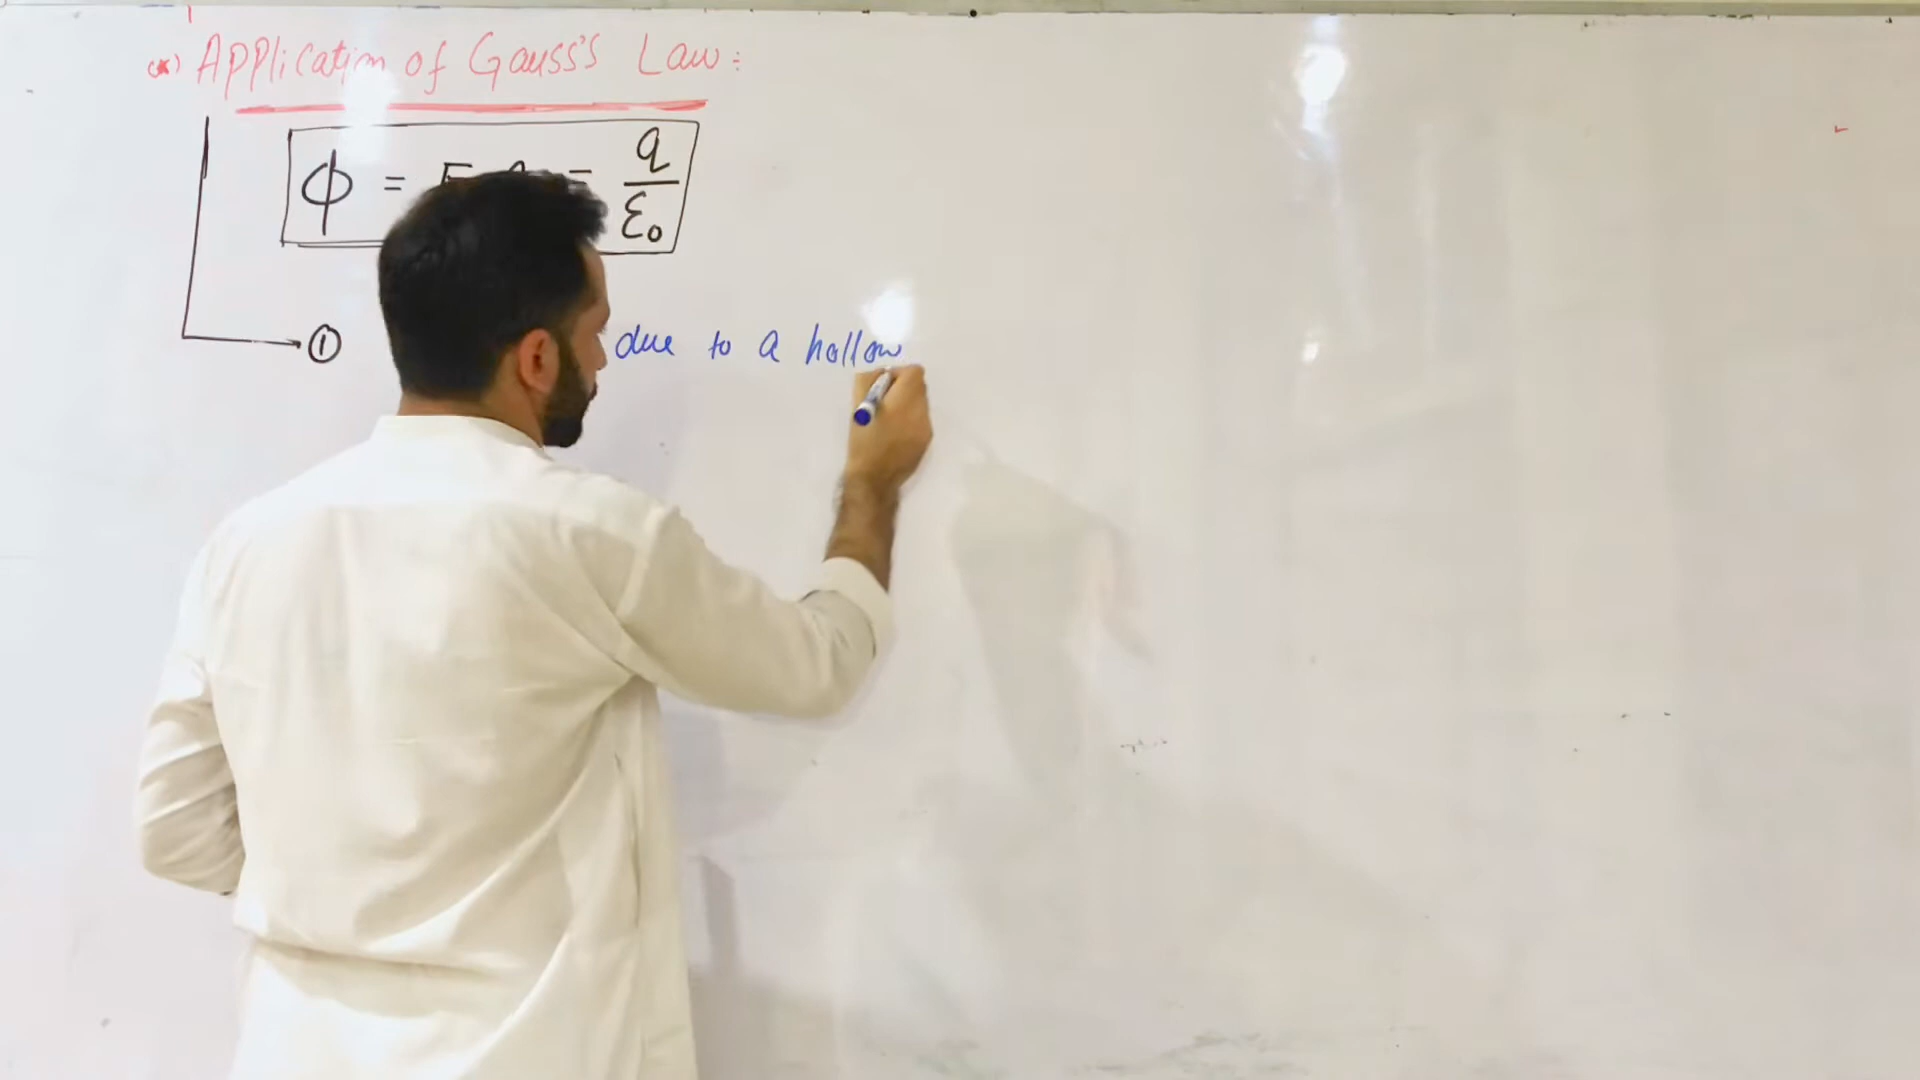 (*) Application of Gauss's Law:
ϕ = = q/ε₀
① due to a hollow